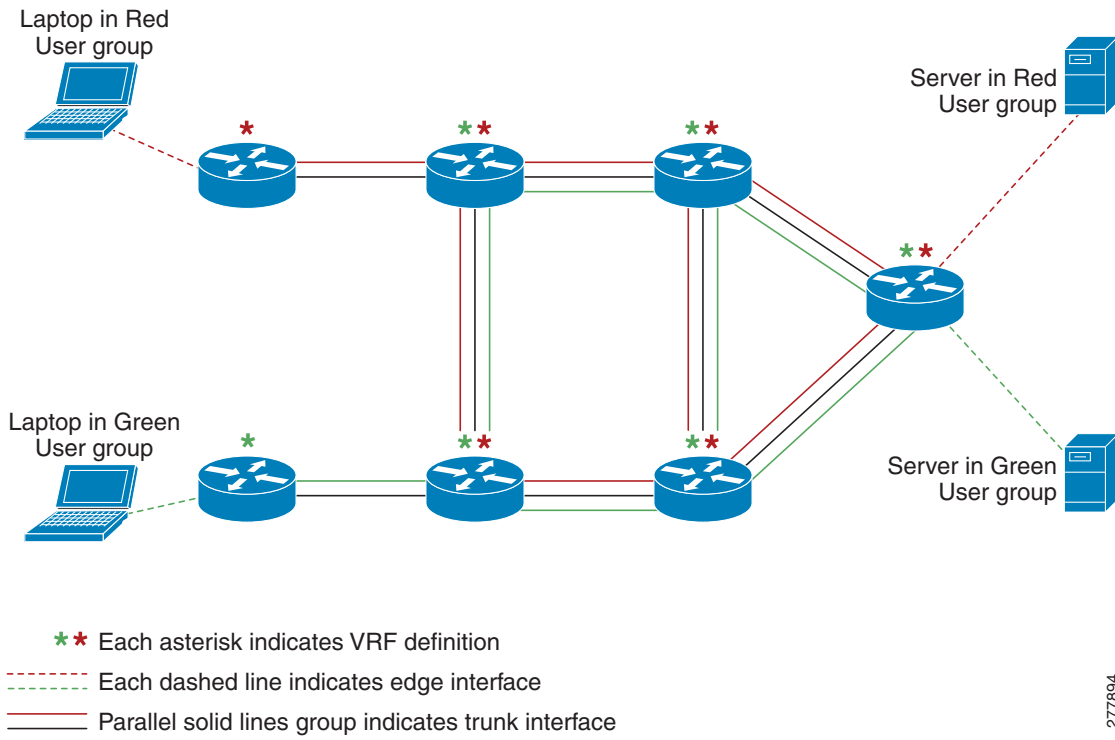 Laptop in Red
User group
Server in Red
User group
* 
* *
* *
* *
Laptop in Green
User group
*
* *
* *
Server in Green
User group
* * Each asterisk indicates VRF definition
Each dashed line indicates edge interface
Parallel solid lines group indicates trunk interface
277894